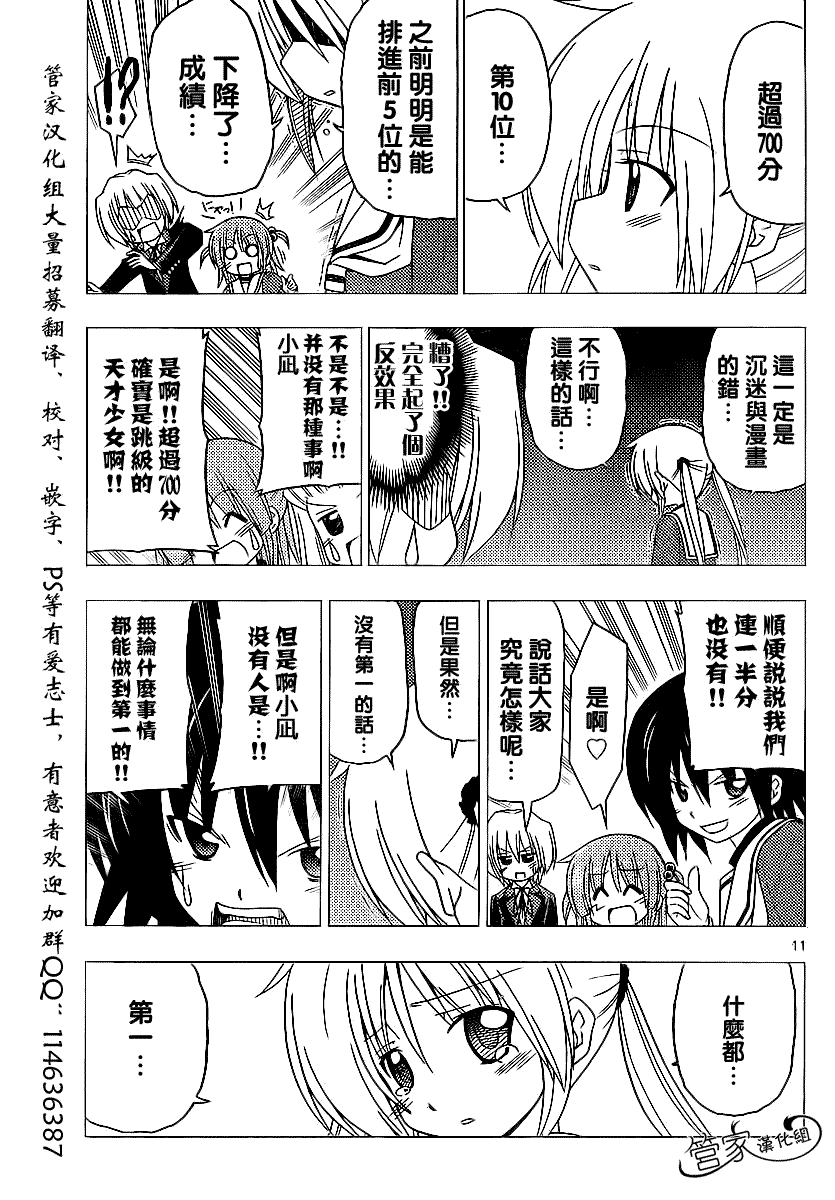 超過700分
第10位…
之前明明是能
排進前5位的…
下降了…
成績…
!?
にゃっ!!
這一定是
沉迷與漫畫
的錯…
不行啊…
這樣的話…
糟了!!
完全起了個
反效果
不是不是…!!
并没有那種事啊
小凪
是啊!!超過700分
確實是跳級的
天才少女啊!!
順便說說我們
連一半分
也没有!!
是啊♡
說話大家
究竟怎樣呢…
但是果然…
沒有第一的話…
但是啊小凪
没有人是…!!
無論什麼事情
都能做到第一的!!
11
什麼都…
第一…
管家汉化组大量招募翻译、校对、嵌字、PS等有爱志士，有意者欢迎加群QQ：114636387
管家漢化組